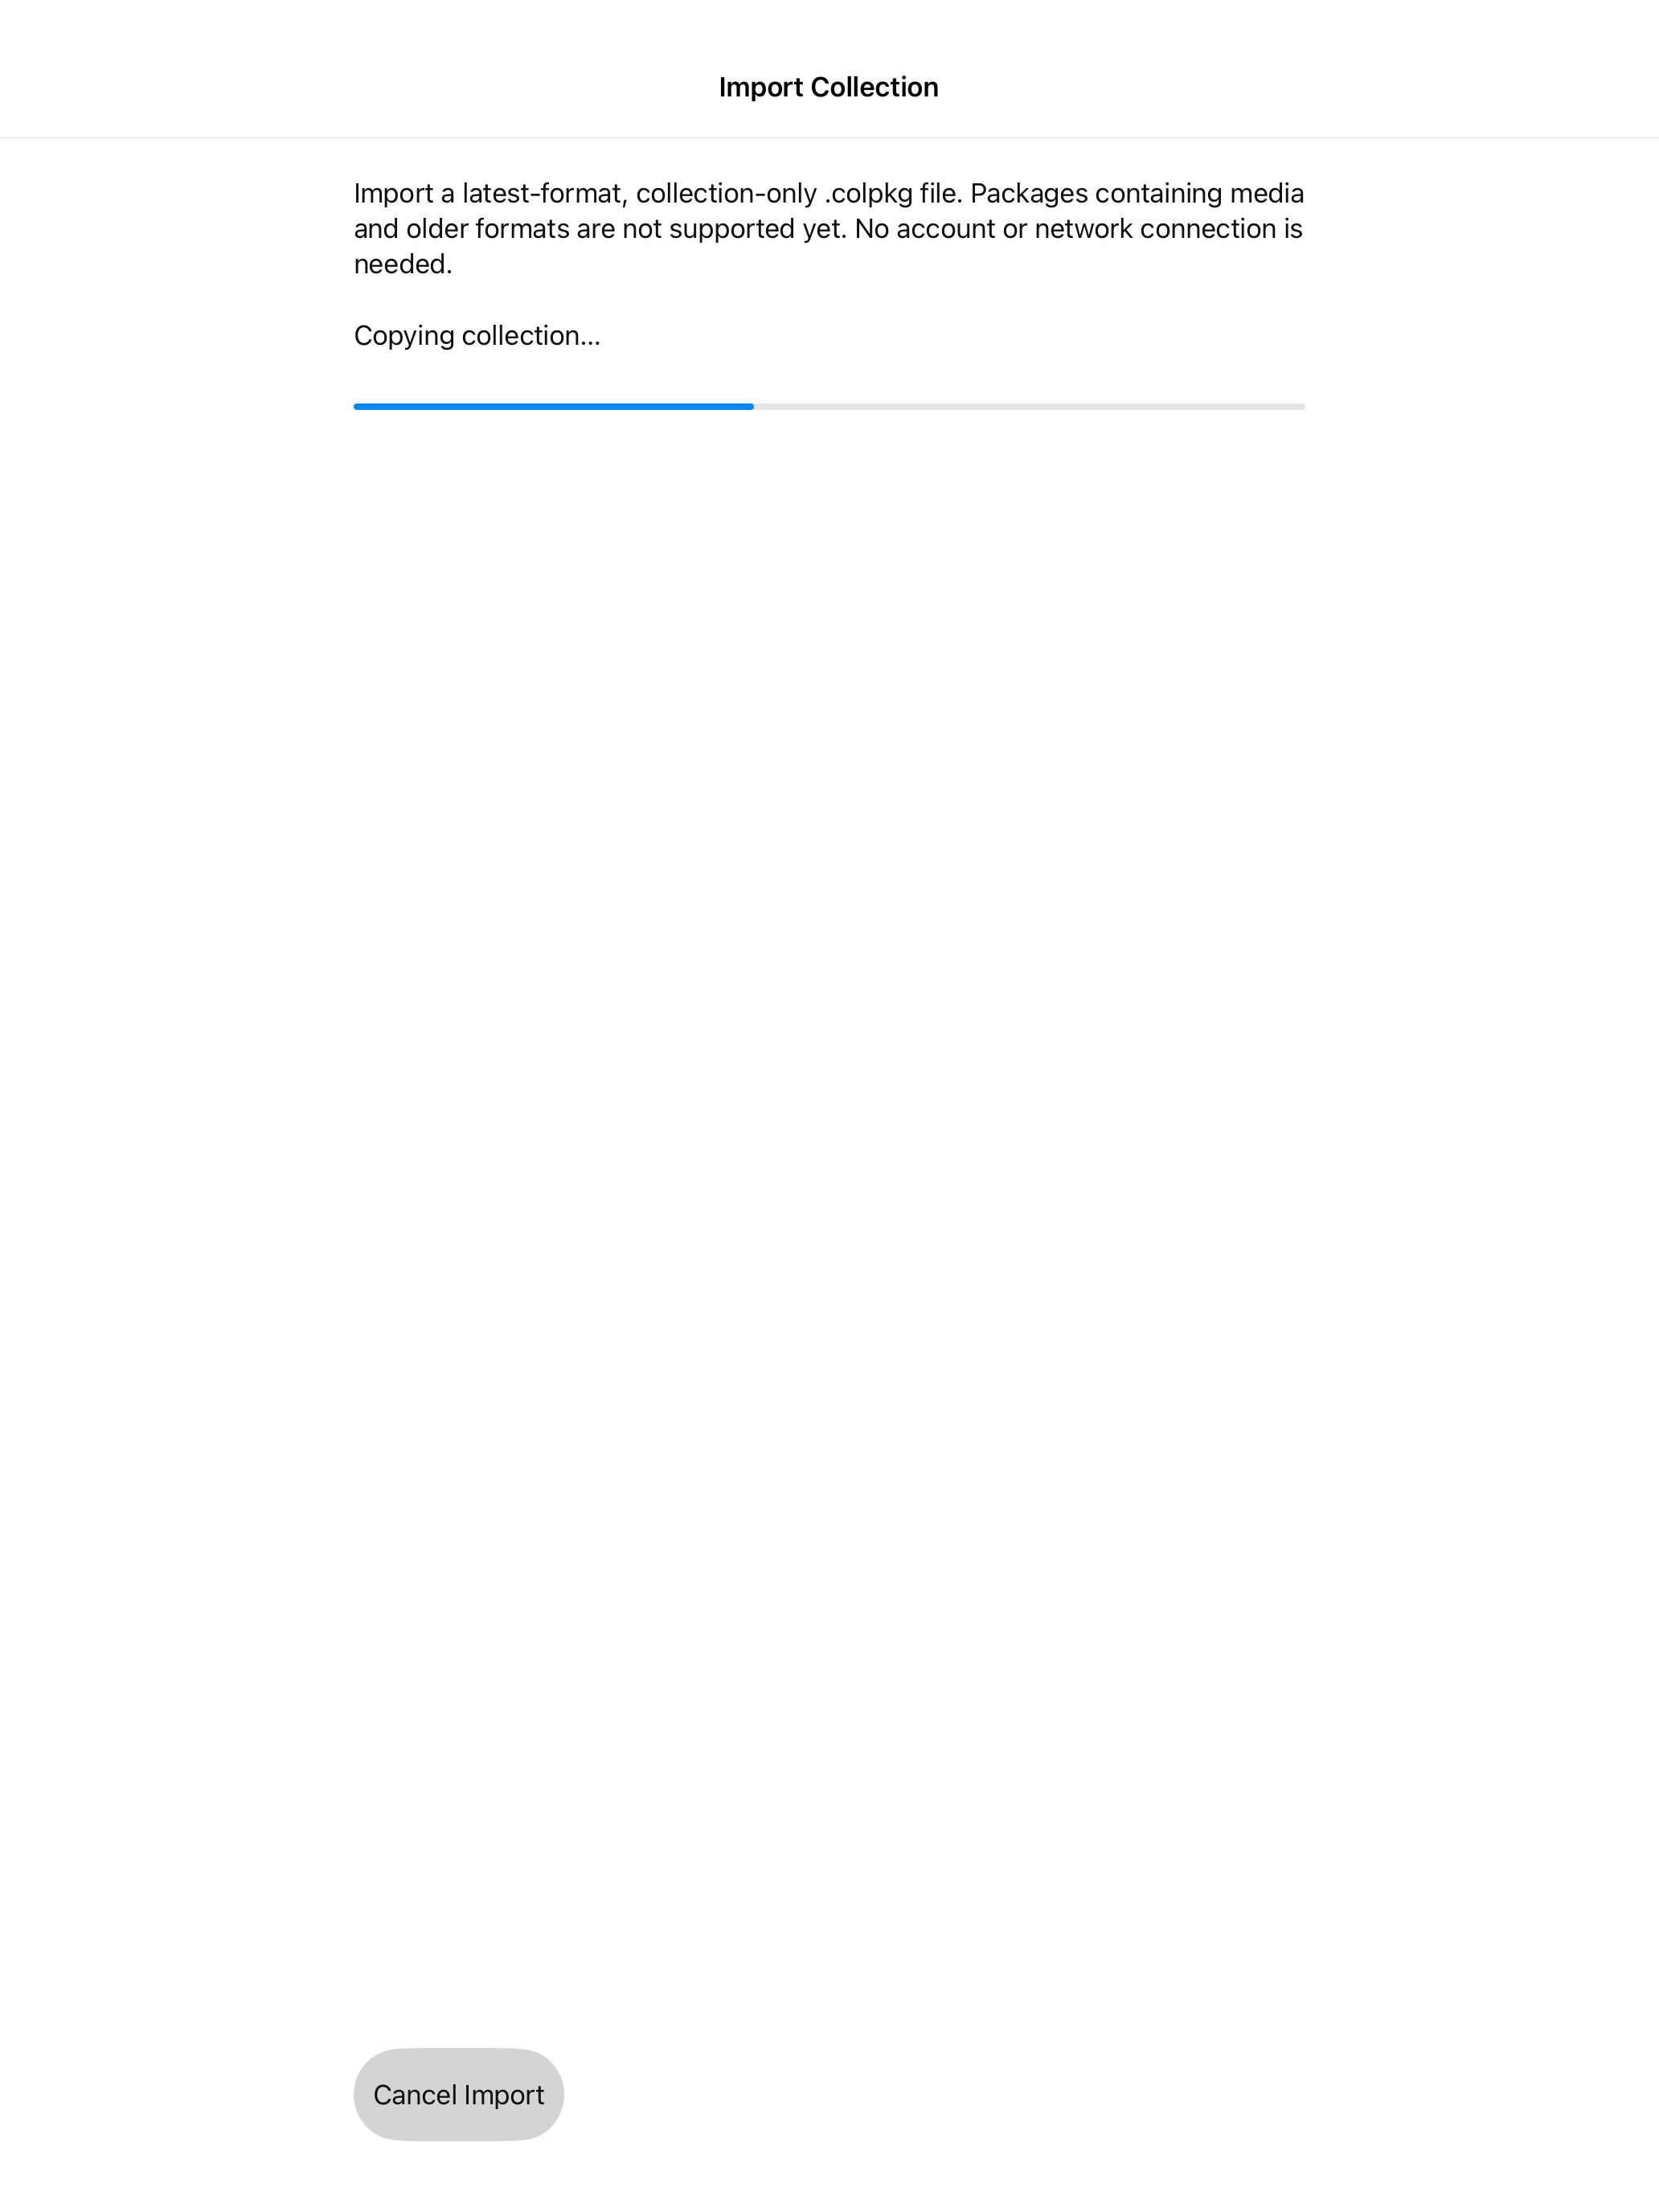 Import Collection
Import a latest-format, collection-only .colpkg file. Packages containing media
and older formats are not supported yet. No account or network connection is
needed.
Copying collection...
Cancel Import